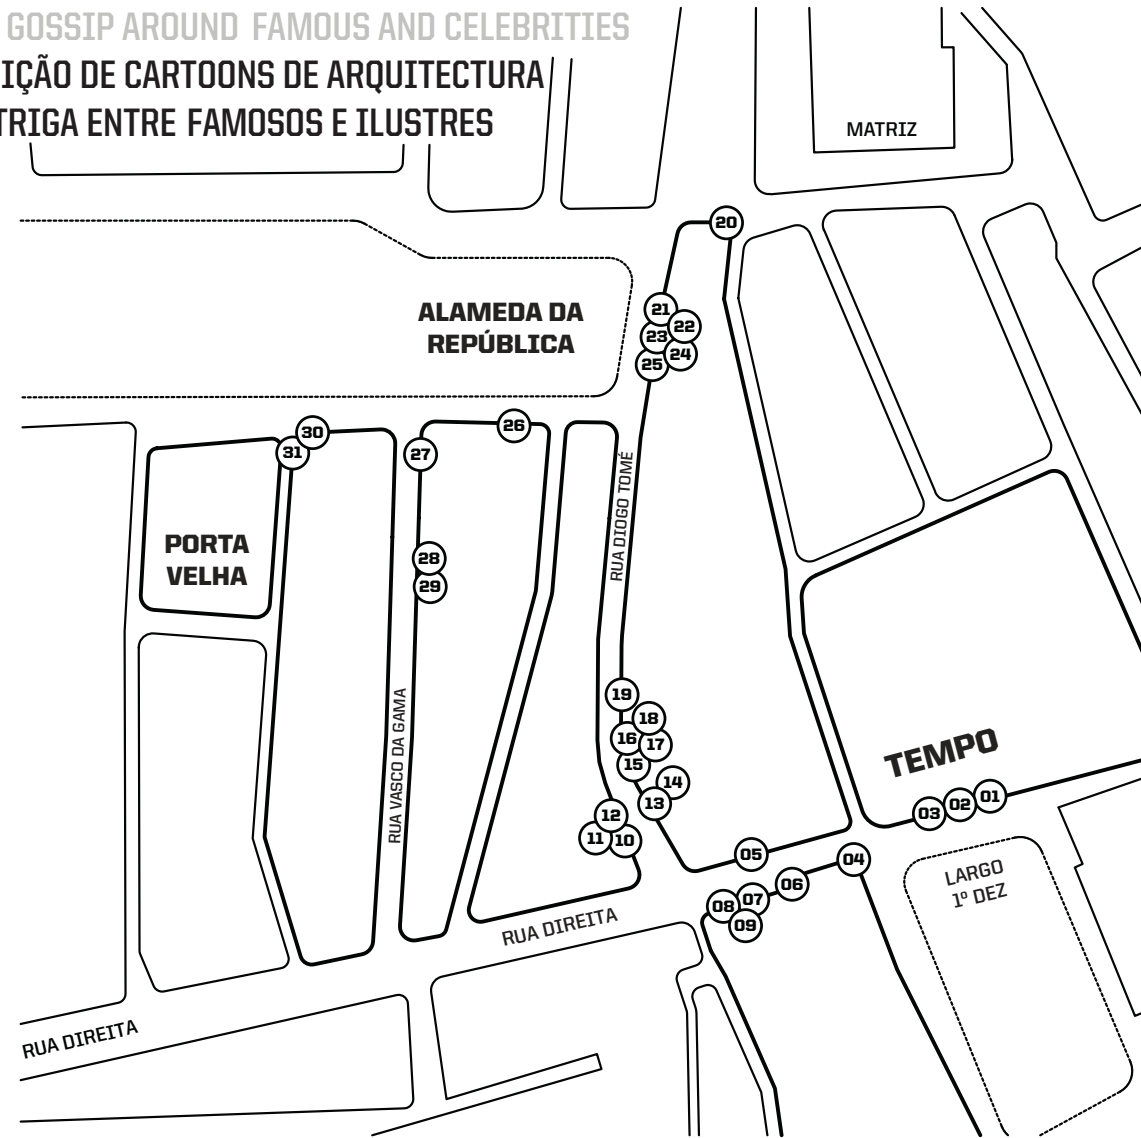 GOSSIP AROUND FAMOUS AND CELEBRITIES
IÇÃO DE CARTOONS DE ARQUITECTURA
TRIGA ENTRE FAMOSOS E ILUSTRES
MATRIZ
20
ALAMEDA DA
REPÚBLICA
21
22
23
24
25
26
30
31
27
RUA DIOGO TOMÉ
PORTA
VELHA
28
29
RUA VASCO DA GAMA
19
18
16
17
15
14
13
12
11
10
TEMPO
03
02
01
05
04
06
07
08
09
LARGO
1º DEZ
RUA DIREITA
RUA DIREITA